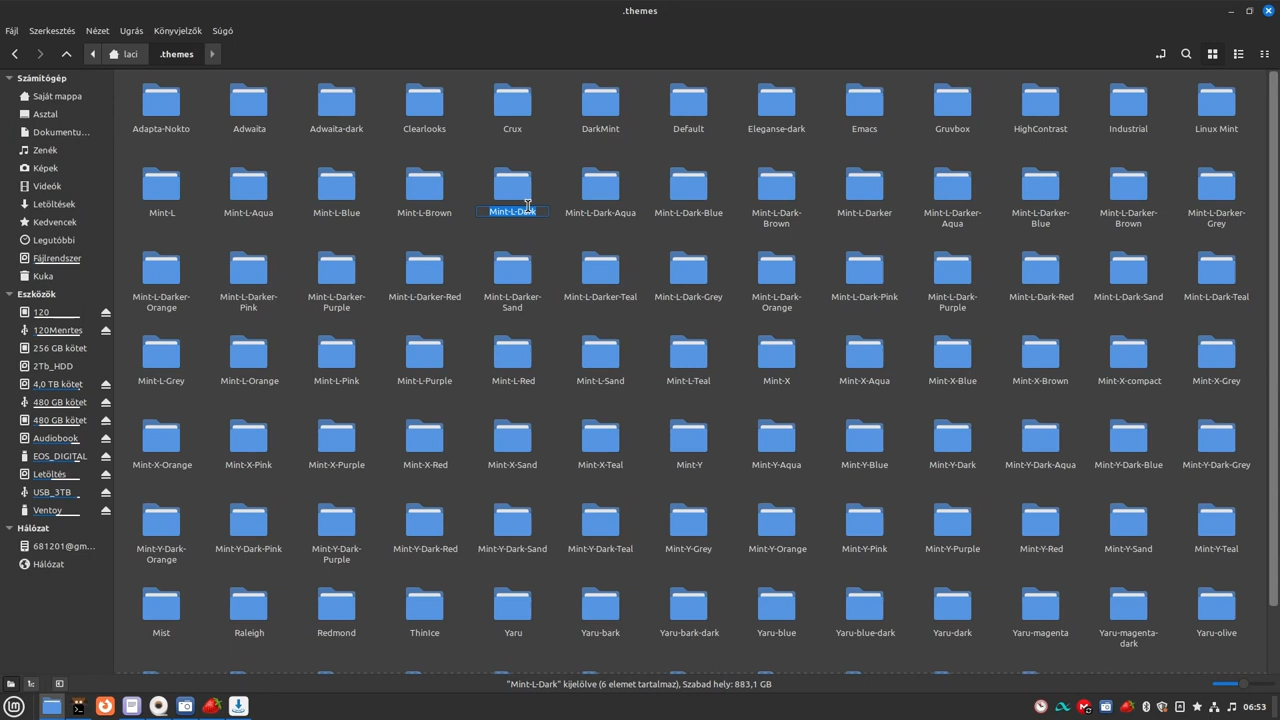 .themes
Fájl Szerkesztés Nézet Ugrás Könyvjelzők Súgó
laci .themes
Számítógép
Saját mappa
Asztal
Dokumentu...
Zenék
Képek
Videók
Letöltések
Kedvencek
Legutóbbi
Fájlrendszer
Kuka
Eszközök
120
120Menrtes
256 GB kötet
2Tb_HDD
4,0 TB kötet
480 GB kötet
480 GB kötet
Audiobook
EOS_DIGITAL
Letöltés
USB_3TB
Ventoy
Hálózat
681201@gm...
Hálózat
Adapta-Nokto Adwaita Adwaita-dark Clearlooks Crux DarkMint Default Eleganse-dark Emacs Gruvbox HighContrast Industrial Linux Mint
Mint-L Mint-L-Aqua Mint-L-Blue Mint-L-Brown Mint-L-Dark Mint-L-Dark-Aqua Mint-L-Dark-Blue Mint-L-Dark- Mint-L-Darker Mint-L-Darker- Mint-L-Darker- Mint-L-Darker- Mint-L-Darker-
Brown Aqua Blue Brown Grey
Mint-L-Darker- Mint-L-Darker- Mint-L-Darker- Mint-L-Darker-Red Mint-L-Darker- Mint-L-Darker-Teal Mint-L-Dark-Grey Mint-L-Dark- Mint-L-Dark-Pink Mint-L-Dark- Mint-L-Dark-Red Mint-L-Dark-Sand Mint-L-Dark-Teal
Orange Pink Purple Sand Orange Purple
Mint-L-Grey Mint-L-Orange Mint-L-Pink Mint-L-Purple Mint-L-Red Mint-L-Sand Mint-L-Teal Mint-X Mint-X-Aqua Mint-X-Blue Mint-X-Brown Mint-X-compact Mint-X-Grey
Mint-X-Orange Mint-X-Pink Mint-X-Purple Mint-X-Red Mint-X-Sand Mint-X-Teal Mint-Y Mint-Y-Aqua Mint-Y-Blue Mint-Y-Dark Mint-Y-Dark-Aqua Mint-Y-Dark-Blue Mint-Y-Dark-Grey
Mint-Y-Dark- Mint-Y-Dark-Pink Mint-Y-Dark- Mint-Y-Dark-Red Mint-Y-Dark-Sand Mint-Y-Dark-Teal Mint-Y-Grey Mint-Y-Orange Mint-Y-Pink Mint-Y-Purple Mint-Y-Red Mint-Y-Sand Mint-Y-Teal
Orange Purple
Mist Raleigh Redmond ThinIce Yaru Yaru-bark Yaru-bark-dark Yaru-blue Yaru-blue-dark Yaru-dark Yaru-magenta Yaru-magenta- Yaru-olive
dark
"Mint-L-Dark" kijelölve (6 elemet tartalmaz), Szabad hely: 883,1 GB
06:53